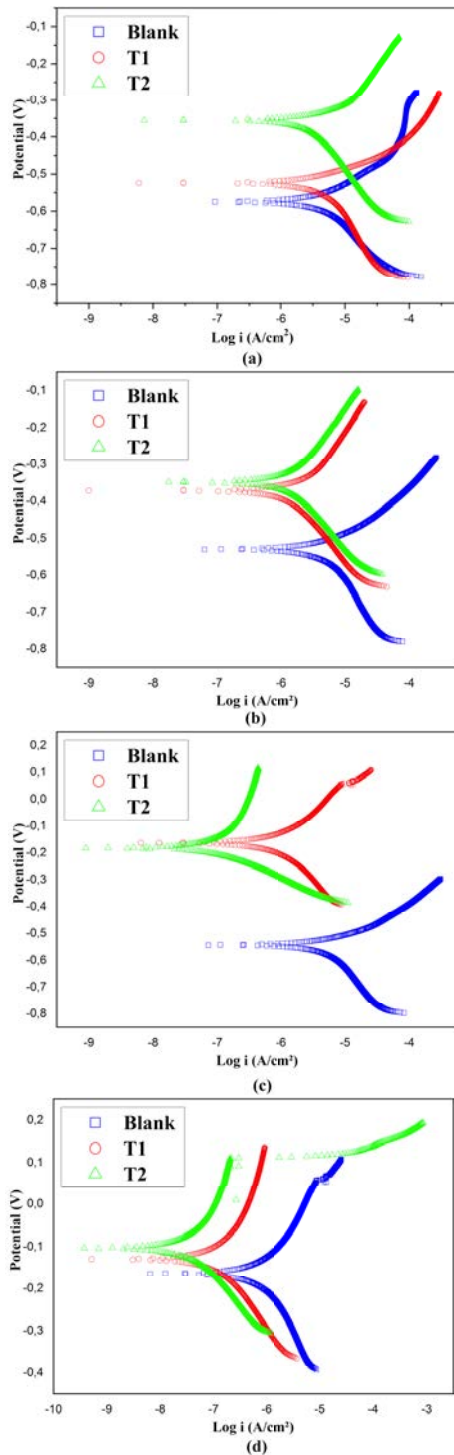 -0,1
-0,2
-0,3
-0,4
-0,5
-0,6
-0,7
-0,8
Potential (V)
Blank
T1
T2
-9 -8 -7 -6 -5 -4
Log i (A/cm²)
(a)
-0,1
-0,2
-0,3
-0,4
-0,5
-0,6
-0,7
-0,8
Potential (V)
Blank
T1
T2
-9 -8 -7 -6 -5 -4
Log i (A/cm²)
(b)
0,2
0,1
0,0
-0,1
-0,2
-0,3
-0,4
-0,5
-0,6
-0,7
-0,8
Potential (V)
Blank
T1
T2
-9 -8 -7 -6 -5 -4
Log i (A/cm²)
(c)
0,2
0,1
0,0
-0,1
-0,2
-0,3
-0,4
Potential (V)
Blank
T1
T2
-10 -9 -8 -7 -6 -5 -4 -3
Log i (A/cm²)
(d)